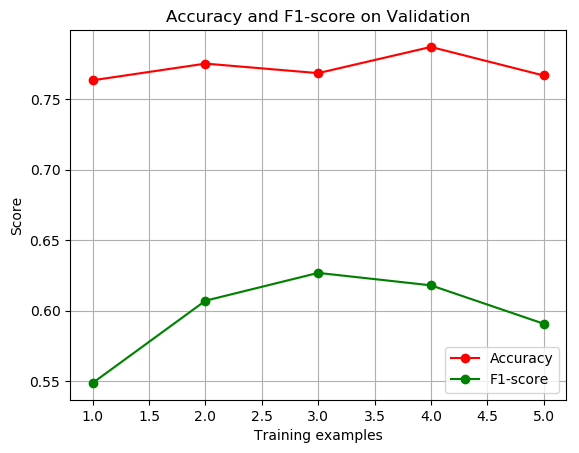 Accuracy and F1-score on Validation
Score
0.75
0.70
0.65
0.60
0.55
1.0 1.5 2.0 2.5 3.0 3.5 4.0 4.5 5.0
Training examples
Accuracy
F1-score